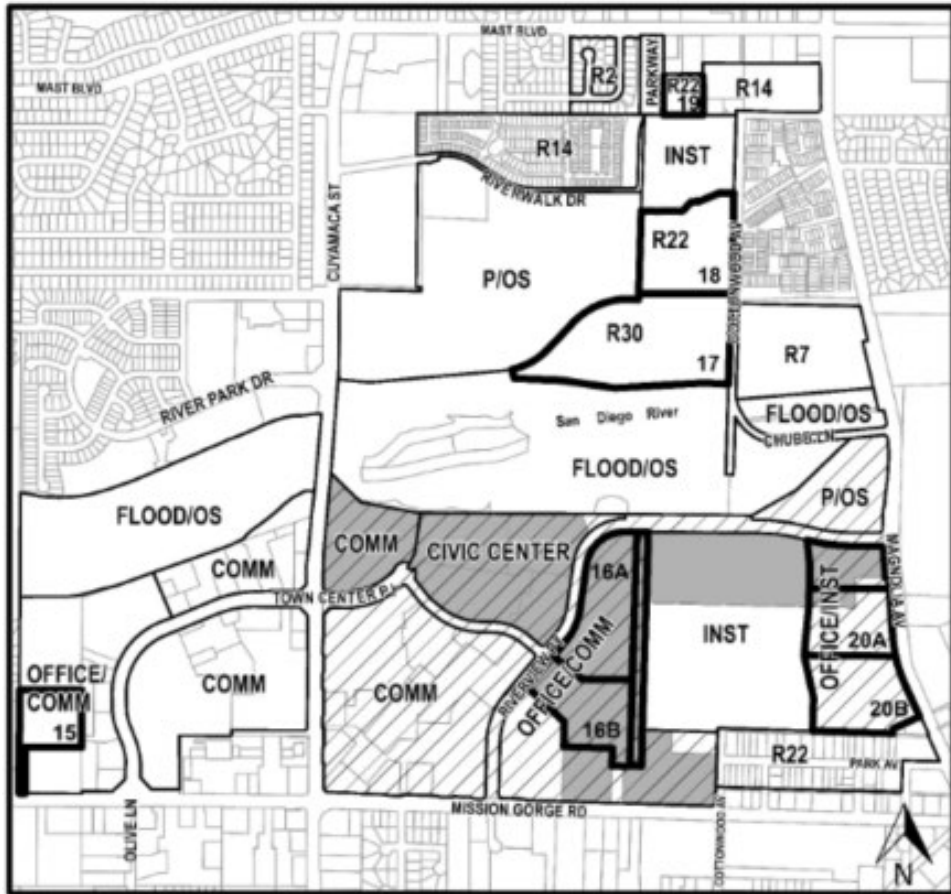 MAST BLVD
MAST BLVD
R2
PARKWAY
R22
19
R14
R14
INST
RIVERWALK DR
CUYAMACA ST
P/OS
R22
18
R30
17
R7
RIVER PARK DR
San Diego River
FLOOD/OS
CHUBB LN
FLOOD/OS
P/OS
FLOOD/OS
COMM
CIVIC CENTER
16A
COMM
TOWN CENTER P
INST
OFFICE/INST
20A
MAGNOLIA AV
OFFICE/
COMM
15
COMM
COMM
RIVERVIEW
OFFICE/COMM
16B
20B
R22
PARK AV
OLIVE LN
MISSION GORGE RD
COTTONWOOD AV
N